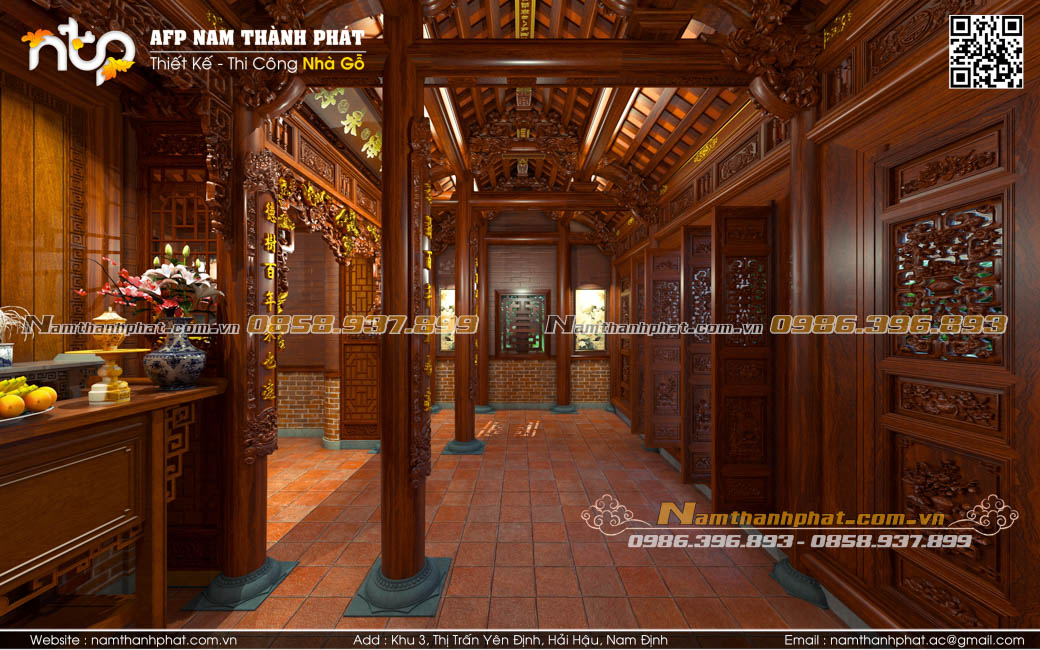 ntp
AFP NAM THÀNH PHÁT
Thiết Kế - Thi Công Nhà Gỗ
Namthanhphat.com.vn 0858.937.899
Namthanhphat.com.vn 0986.396.893
Namthanhphat.com.vn
0986.396.893 - 0858.937.899
Website : namthanhphat.com.vn
Add : Khu 3, Thị Trấn Yên Định, Hải Hậu, Nam Định
Email : namthanhphat.ac@gmail.com